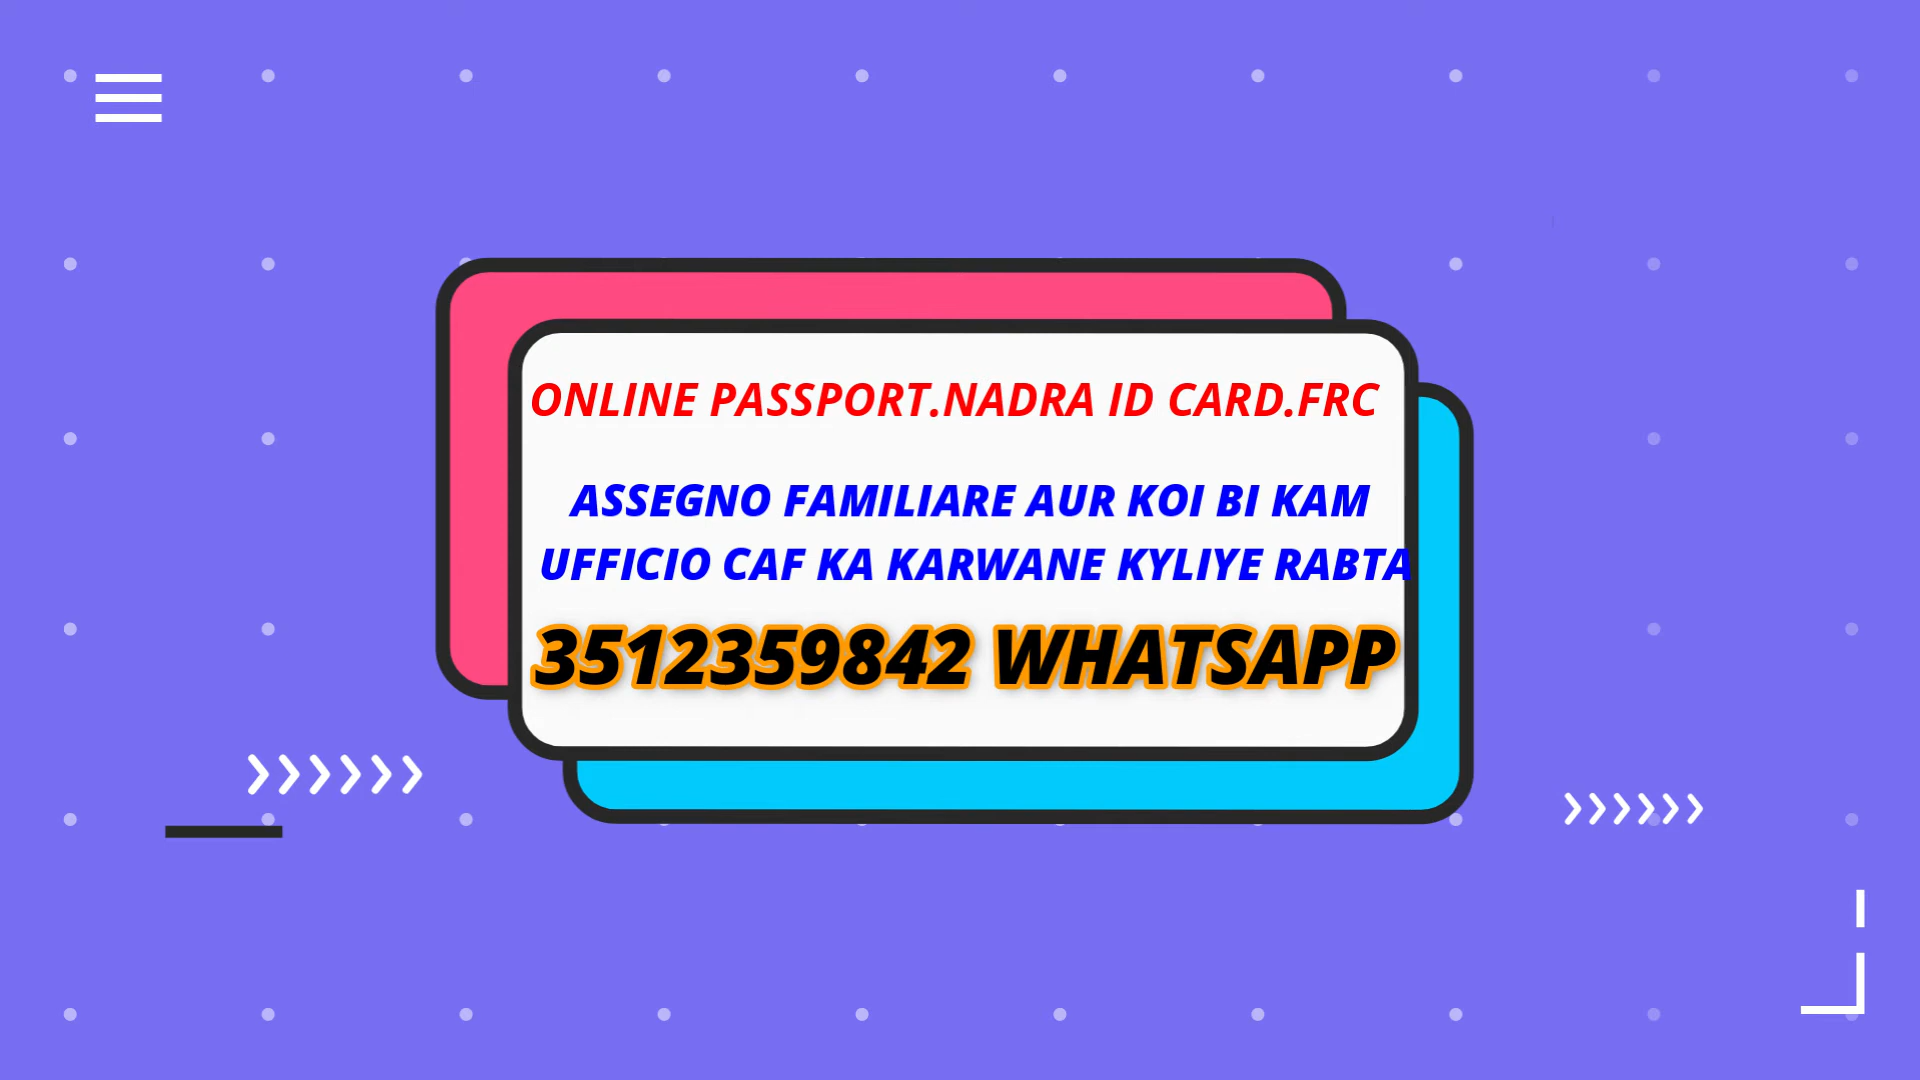 ONLINE PASSPORT.NADRA ID CARD.FRC
ASSEGNO FAMILIARE AUR KOI BI KAM
UFFICIO CAF KA KARWANE KYLIYE RABTA
3512359842 WHATSAPP